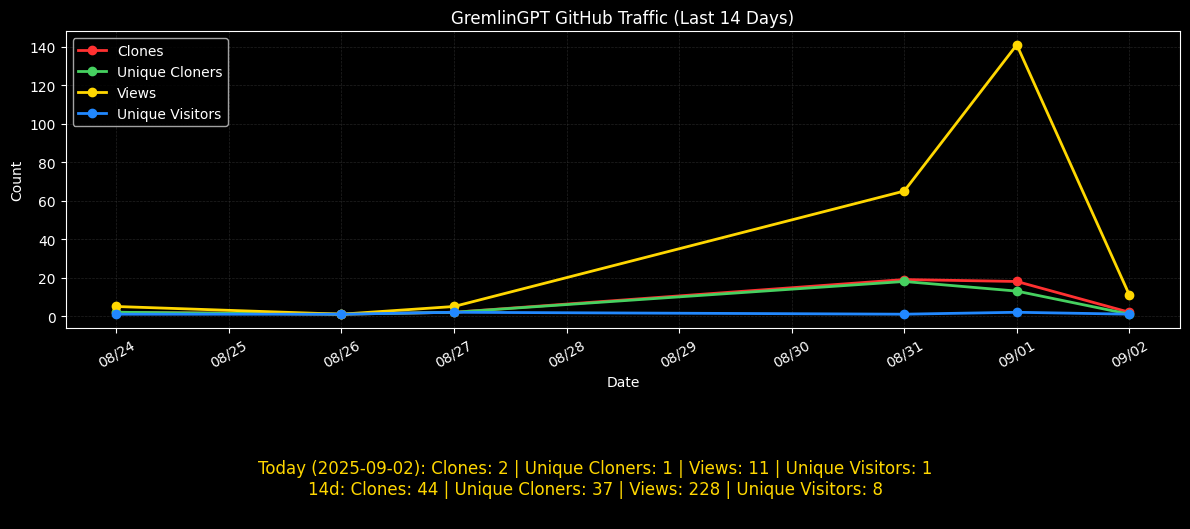 GremlinGPT GitHub Traffic (Last 14 Days)
Clones
Unique Cloners
Views
Unique Visitors
Count
140
120
100
80
60
40
20
0
08/24
08/25
08/26
08/27
08/28
08/29
08/30
08/31
09/01
09/02
Date
Today (2025-09-02): Clones: 2 | Unique Cloners: 1 | Views: 11 | Unique Visitors: 1
14d: Clones: 44 | Unique Cloners: 37 | Views: 228 | Unique Visitors: 8